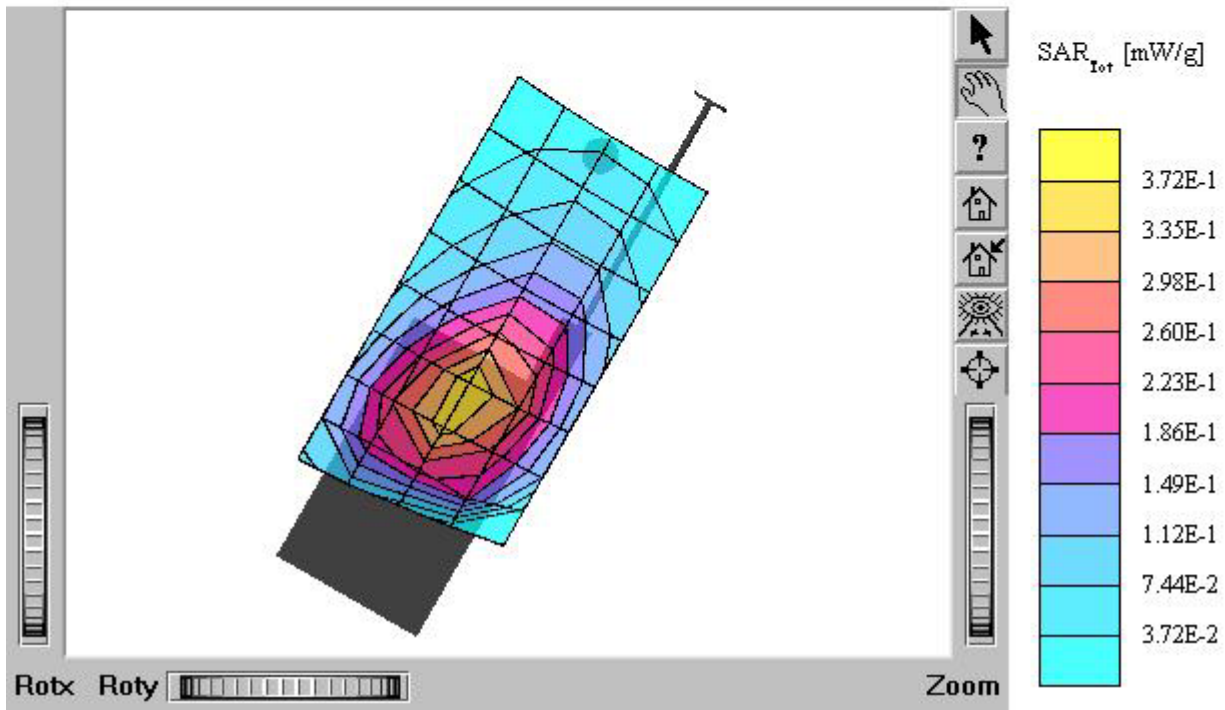 SAR_Tot [mW/g]
?
3.72E-1
3.35E-1
2.98E-1
2.60E-1
2.23E-1
1.86E-1
1.49E-1
1.12E-1
7.44E-2
3.72E-2
Rotx Roty Zoom